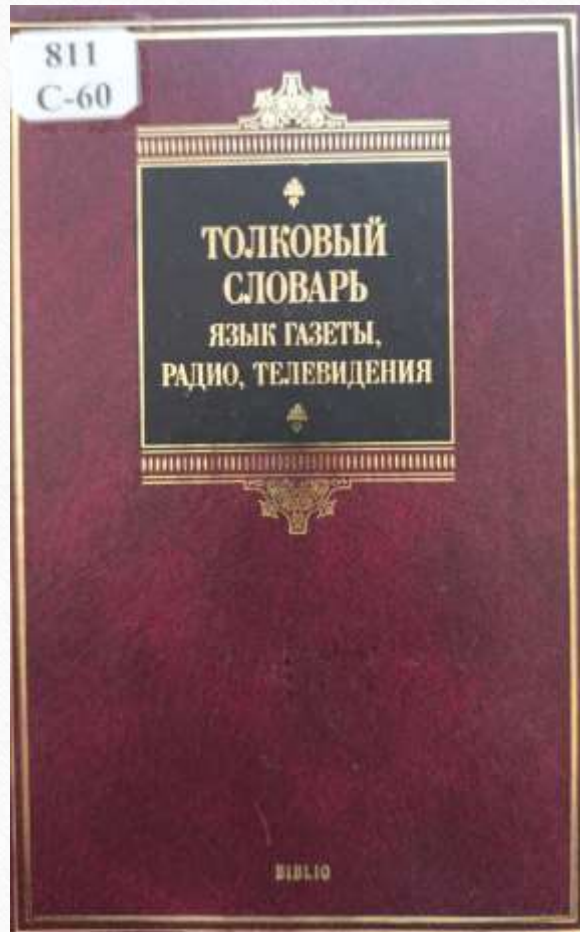 811
С-60
ТОЛКОВЫЙ
СЛОВАРЬ
ЯЗЫК ГАЗЕТЫ,
РАДИО, ТЕЛЕВИДЕНИЯ
BIBLIO